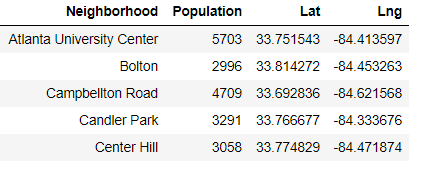 Neighborhood Population Lat Lng
Atlanta University Center 5703 33.751543 -84.413597
Bolton 2996 33.814272 -84.453263
Campbellton Road 4709 33.692836 -84.621568
Candler Park 3291 33.766677 -84.333676
Center Hill 3058 33.774829 -84.471874